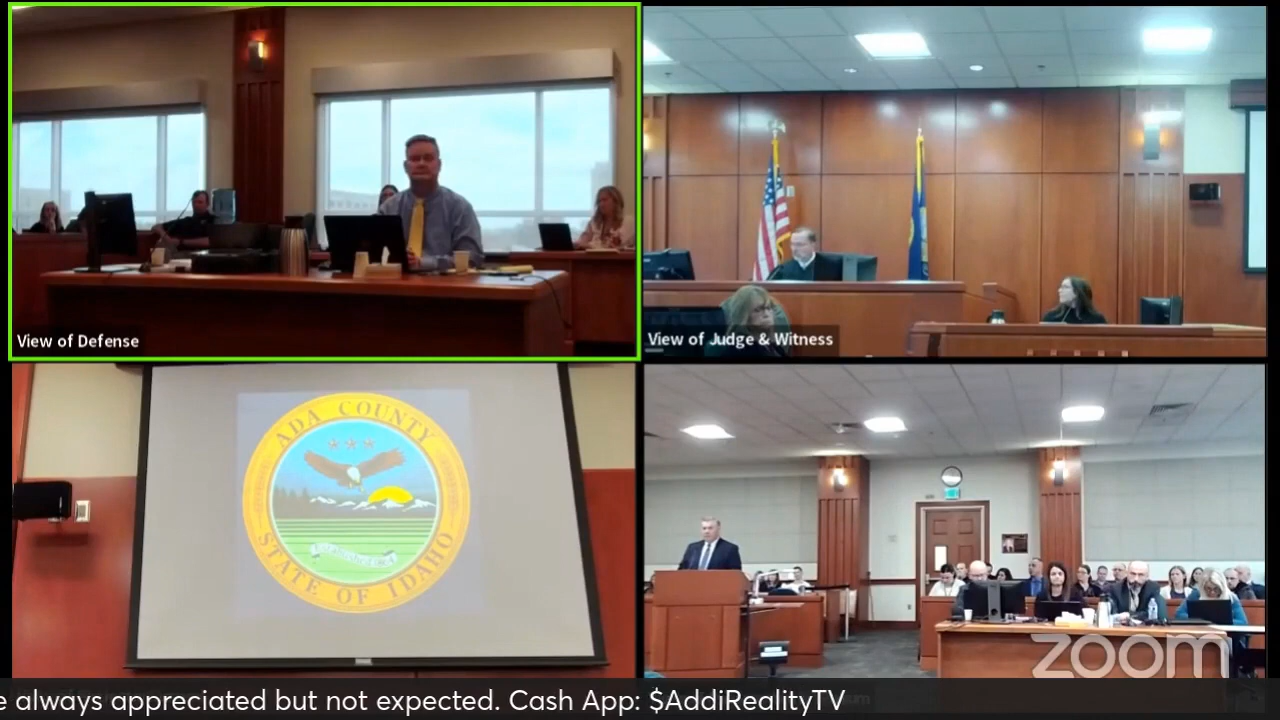 View of Defense
View of Judge & Witness
ADA COUNTY
STATE OF IDAHO
zoom
e always appreciated but not expected. Cash App: $AddiRealityTV